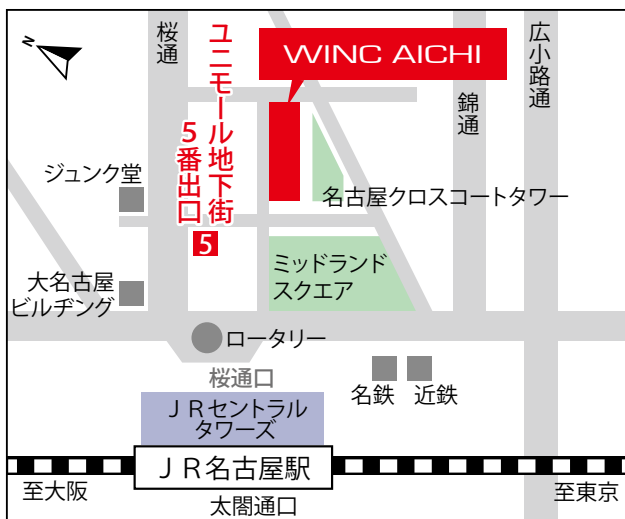 N
桜通
ユニモール地下街
5番出口
5
WINC AICHI
錦通
広小路通
ジュンク堂
名古屋クロスコートタワー
大名古屋
ビルヂング
ミッドランド
スクエア
ロータリー
桜通口
名鉄
近鉄
JRセントラル
タワーズ
JR名古屋駅
至大阪
太閤通口
至東京